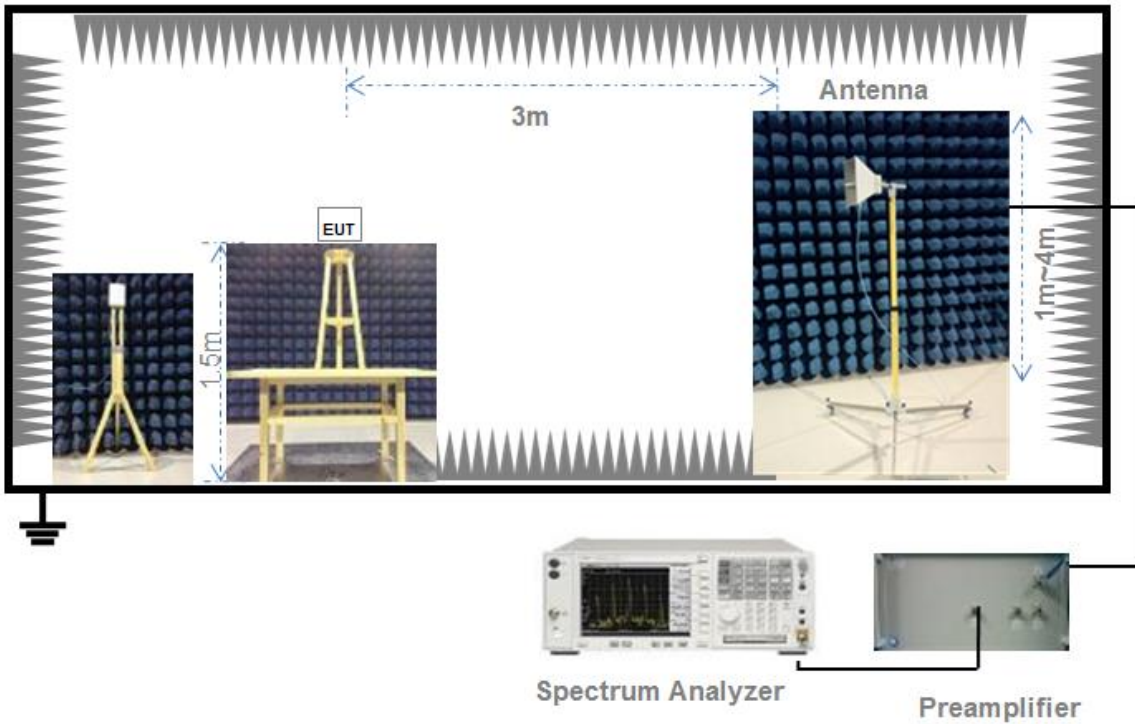 Antenna
3m
EUT
1.5m
1m~4m
Spectrum Analyzer
Preamplifier